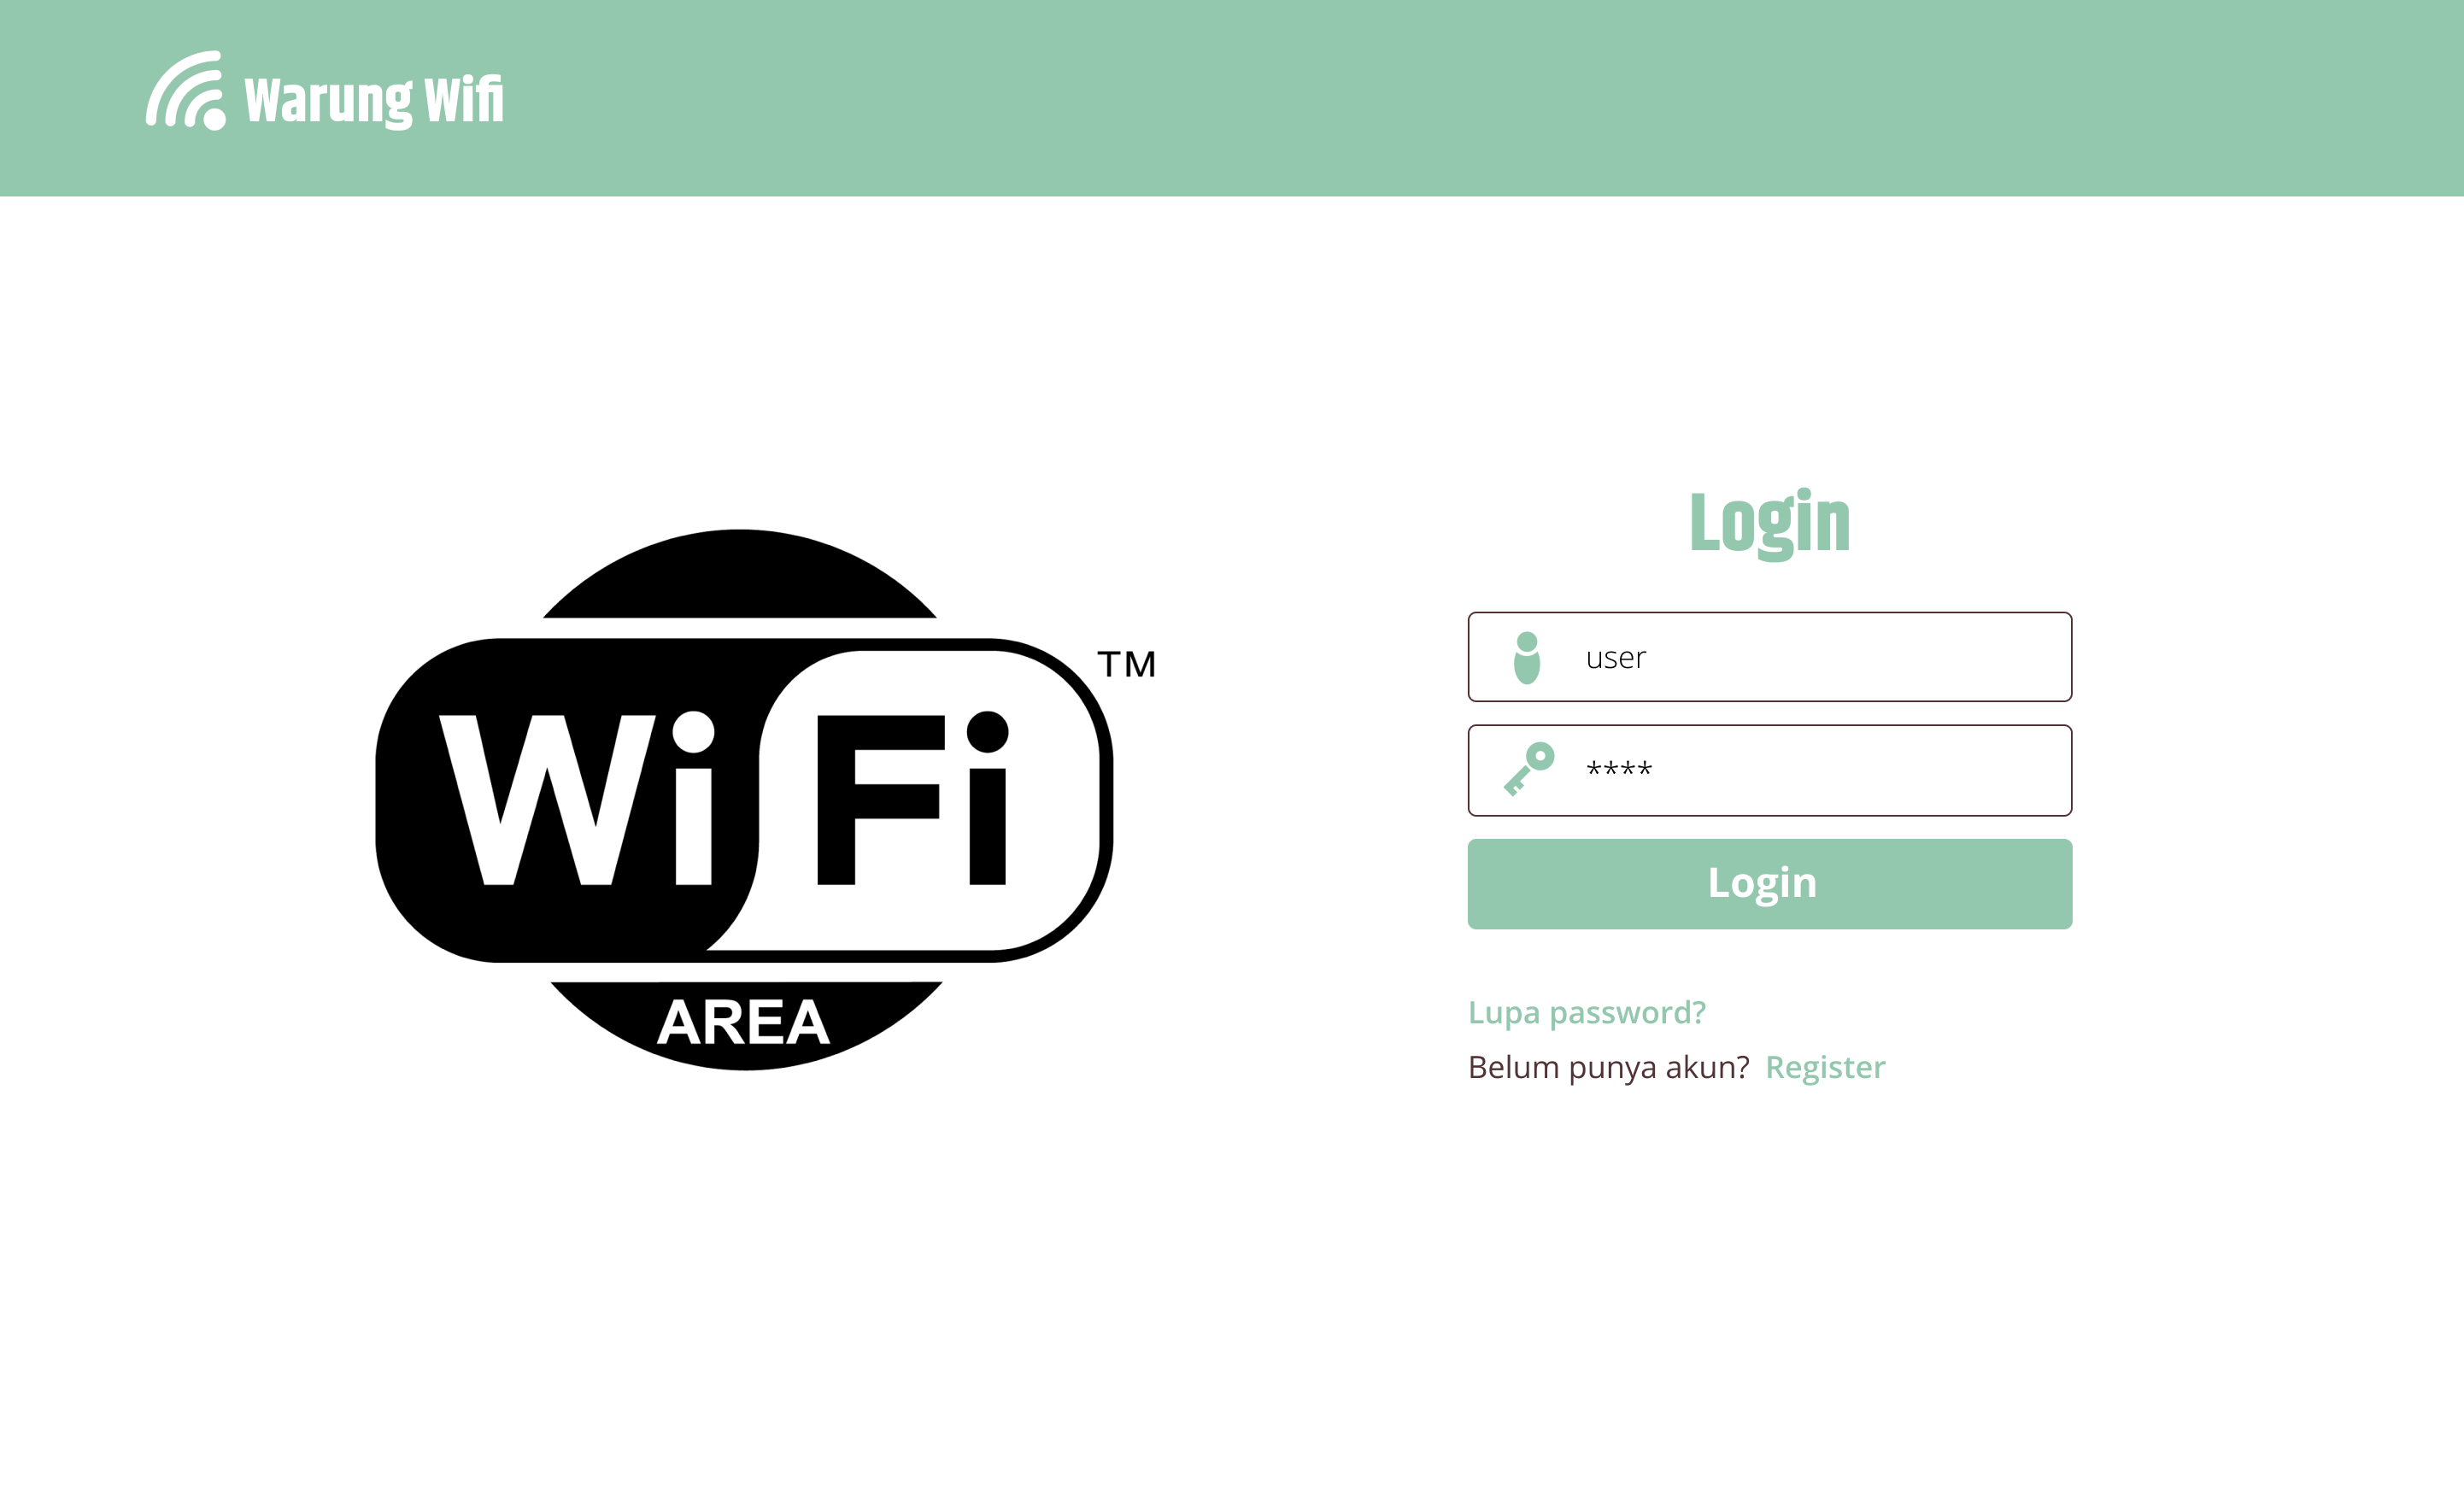 Warung Wifi
Wi Fi TM
AREA
Login
user
****
Login
Lupa password?
Belum punya akun? Register